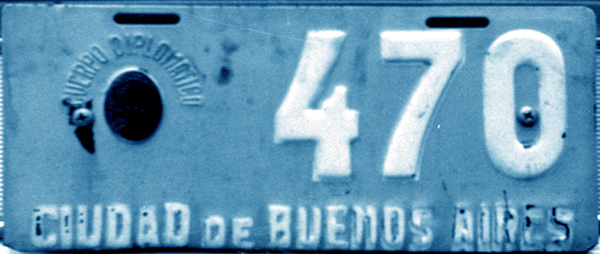 CUERPO DIPLOMATICO
470
CIUDAD DE BUENOS AIRES